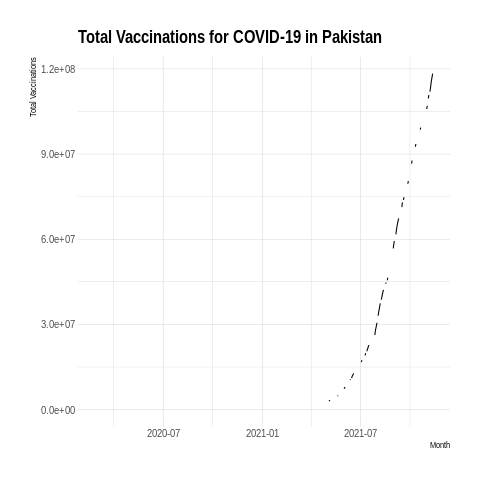 Total Vaccinations for COVID-19 in Pakistan
Total Vaccinations
1.2e+08
9.0e+07
6.0e+07
3.0e+07
0.0e+00
2020-07
2021-01
2021-07
Month